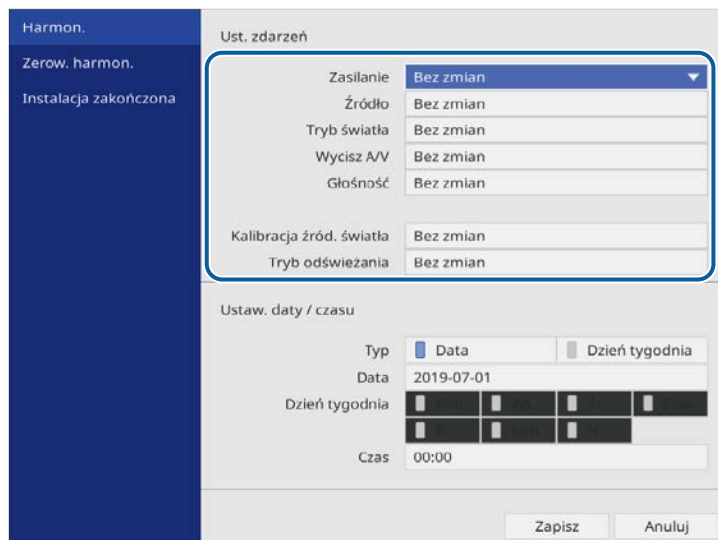 Harmon.
Zerow. harmon.
Instalacja zakończona
Ust. zdarzeń
Zasilanie Bez zmian
Źródło Bez zmian
Tryb światła Bez zmian
Wycisz A/V Bez zmian
Głośność Bez zmian
Kalibracja źród. światła Bez zmian
Tryb odświeżania Bez zmian
Ustaw. daty / czasu
Typ Data Dzień tygodnia
Data 2019-07-01
Dzień tygodnia
Czas 00:00
Zapisz Anuluj